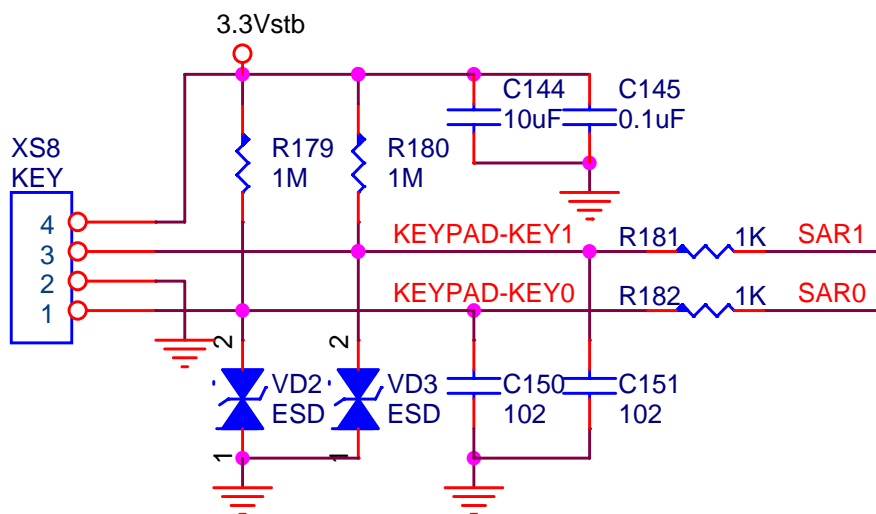 3.3Vstb
C144
10uF
C145
0.1uF
XS8
KEY
R179
1M
R180
1M
4
3
2
1
KEYPAD-KEY1
R181
1K
SAR1
KEYPAD-KEY0
R182
1K
SAR0
2
VD2
ESD
1
2
VD3
ESD
1
C150
102
C151
102